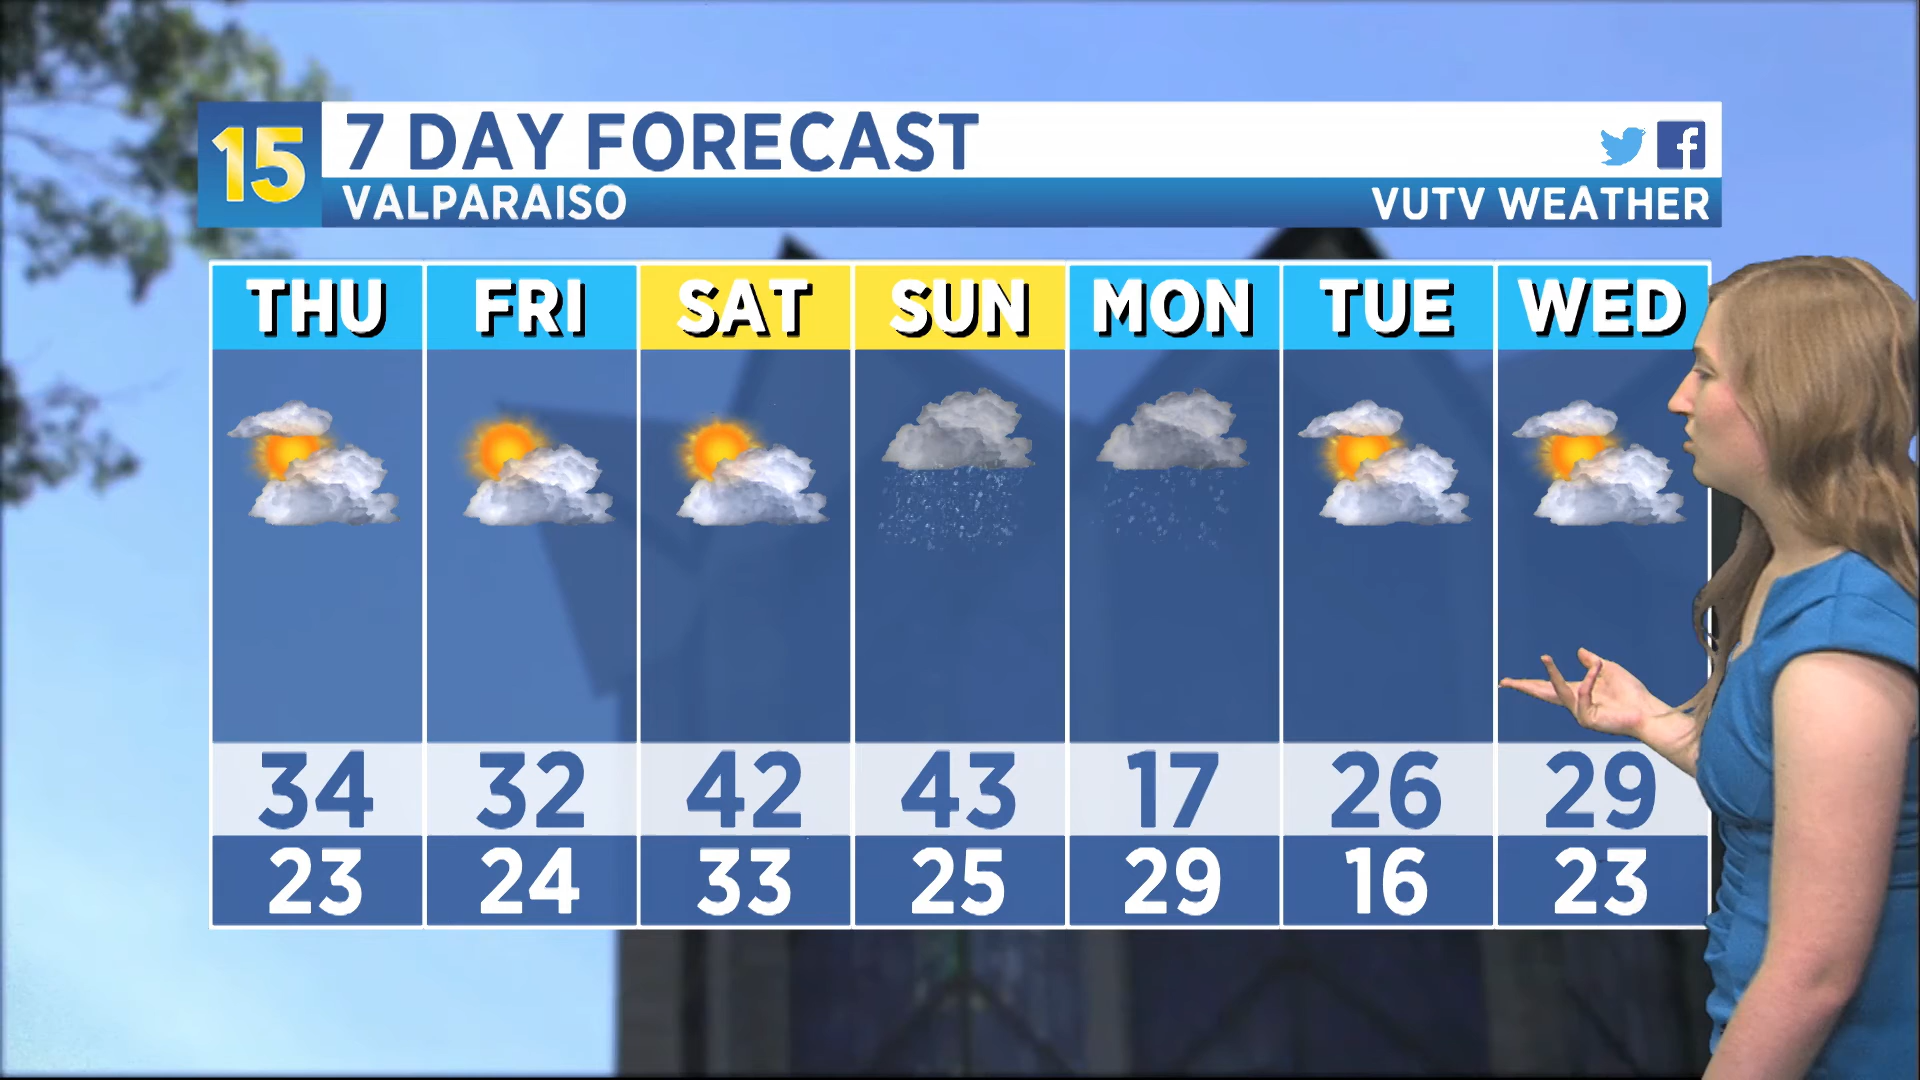 15
7 DAY FORECAST
VALPARAISO
VUTV WEATHER
THU FRI SAT SUN MON TUE WED
34 32 42 43 17 26 29
23 24 33 25 29 16 23